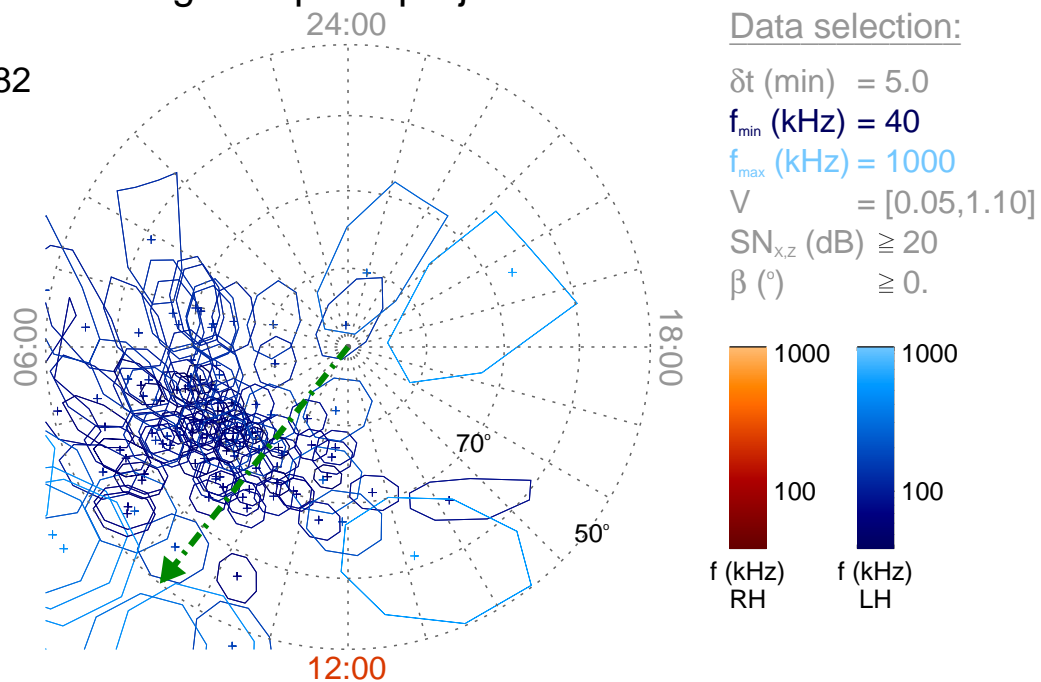 24:00
82
06:00
18:00
70°
50°
12:00
Data selection:
δt (min) = 5.0
fmin (kHz) = 40
fmax (kHz) = 1000
V = [0.05,1.10]
SNX,Z (dB) ≧ 20
β (°) ≧ 0.
1000 1000
100 100
f (kHz) f (kHz)
RH LH